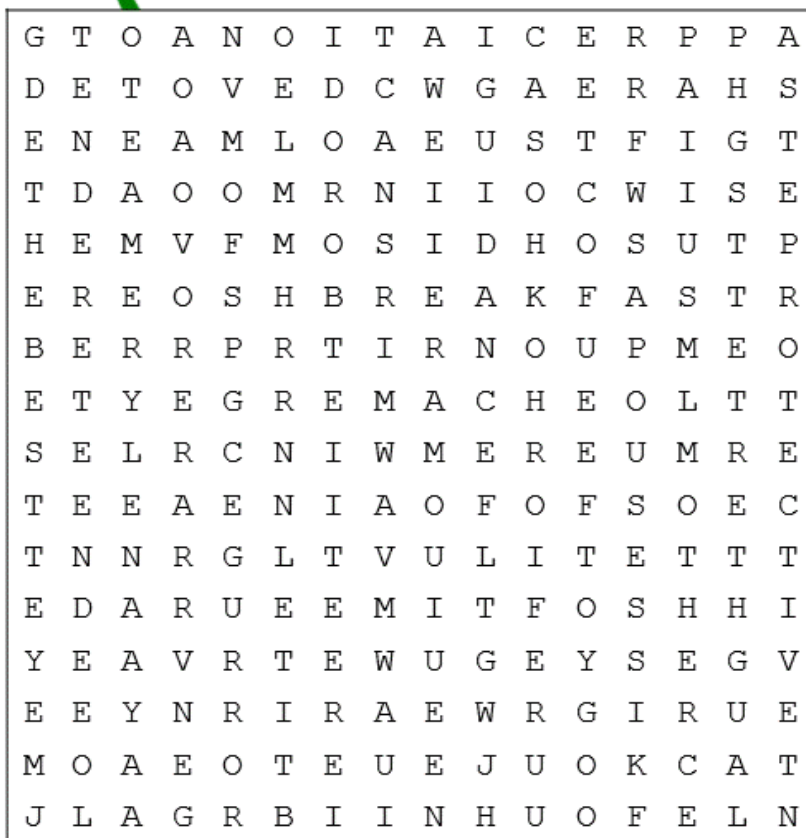 G T O A N O I T A I C E R P P A
D E T O V E D C W G A E R A H S
E N E A M L O A E U S T F I G T
T D A O O M R N I I O C W I S E
H E M V F M O S I D H O S U T P
E R E O S H B R E A K F A S T R
B E R R P R T I R N O U P M E O
E T Y E G R E M A C H E O L T T
S E L R C N I W M E R E U M R E
T E E A E N I A O F O F S O E C
T N N R G L T V U L I T E T T T
E D A R U E E M I T F O S H H I
Y E A V R T E W U G E Y S E G V
E E Y N R I R A E W R G I R U E
M O A E O T E U E J U O K C A T
J L A G R B I I N H U O F E L N